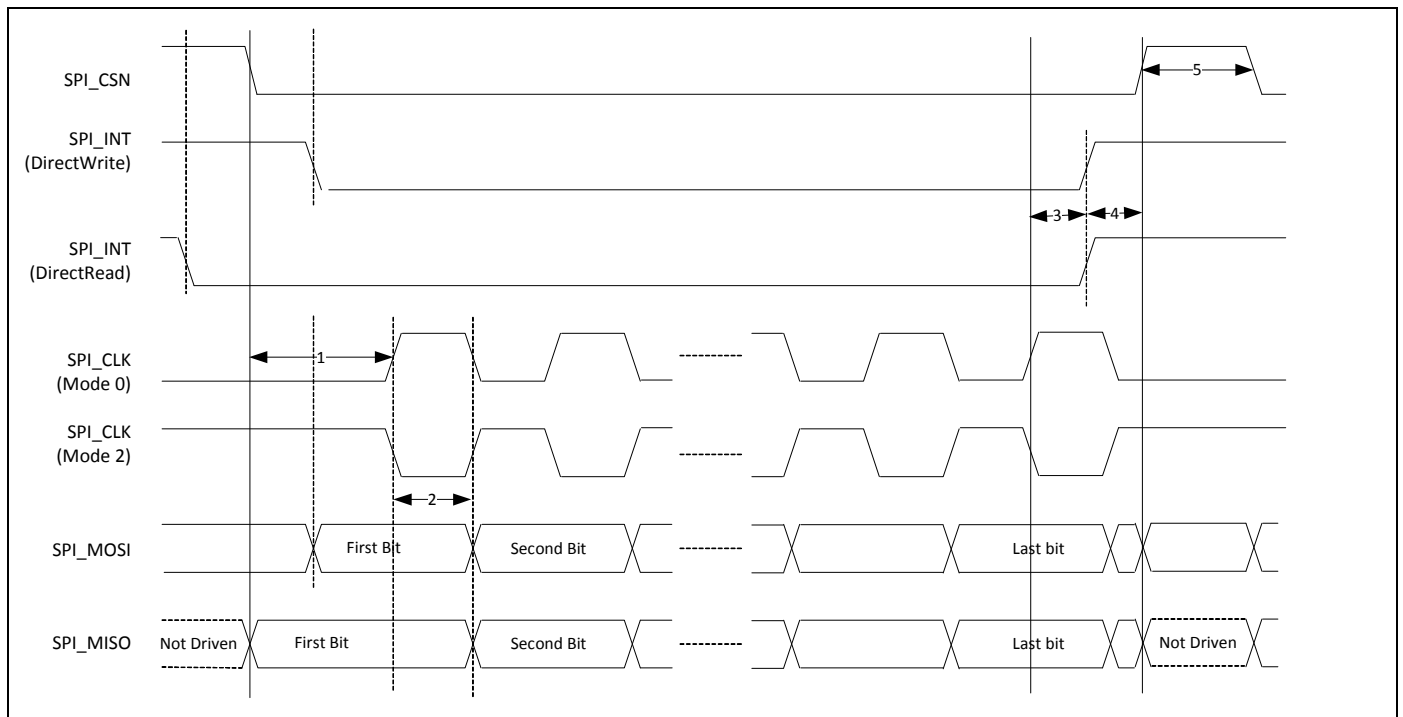 SPI_CSN
5
SPI_INT
(DirectWrite)
3
4
SPI_INT
(DirectRead)
1
SPI_CLK
(Mode 0)
SPI_CLK
(Mode 2)
2
SPI_MOSI
First Bit
Second Bit
Last bit
SPI_MISO
Not Driven
First Bit
Second Bit
Last bit
Not Driven